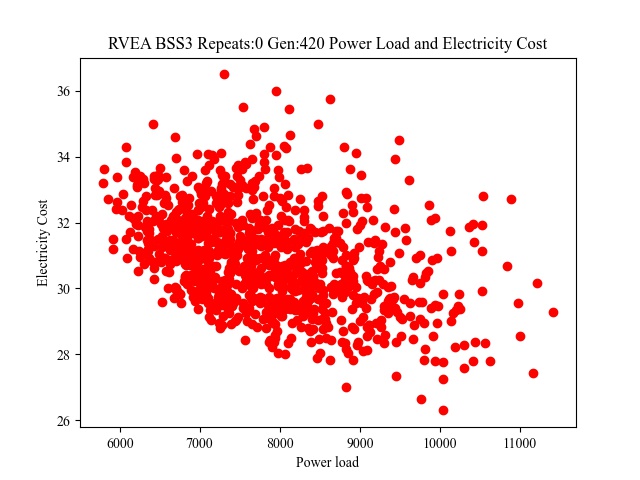 RVEA BSS3 Repeats:0 Gen:420 Power Load and Electricity Cost
36
34
32
30
28
26
Electricity Cost
6000 7000 8000 9000 10000 11000
Power load